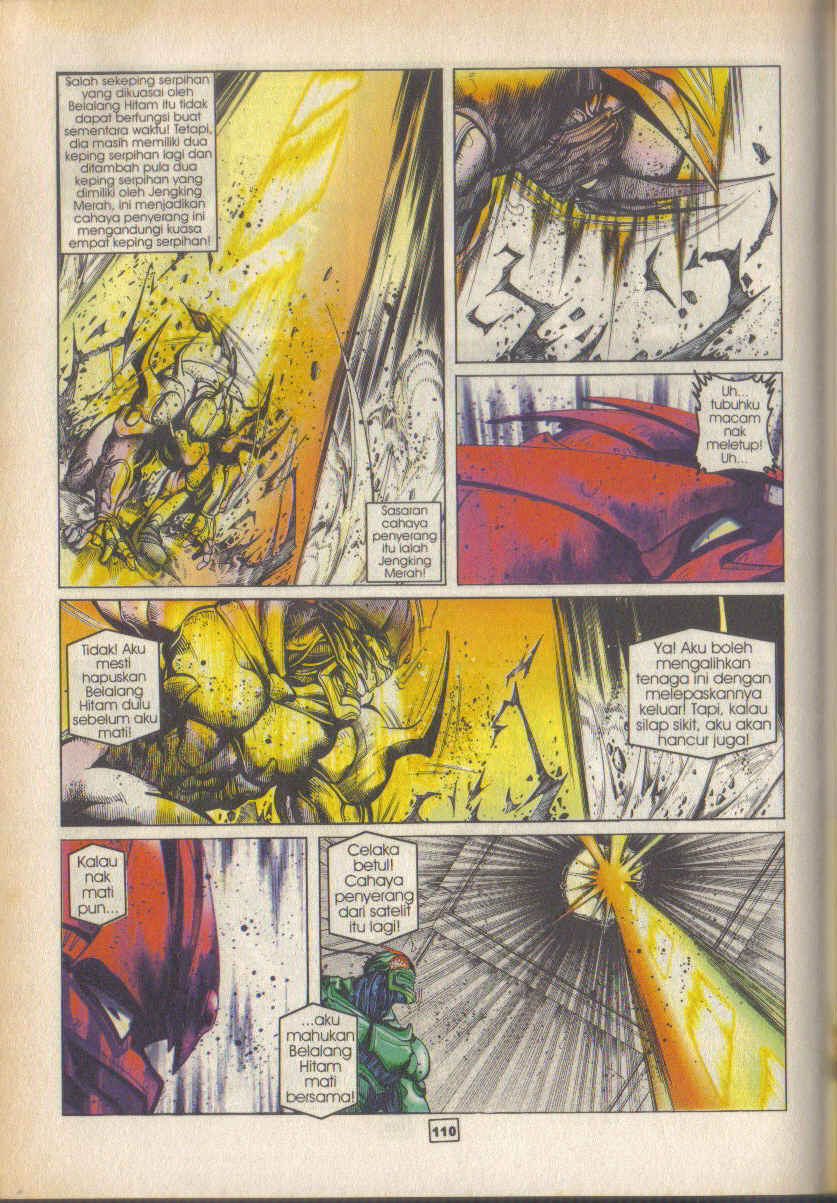 Salah sekeping serpihan
yang dikuasai oleh
Belalang Hitam itu tidak
dapat berfungsi buat
sementara waktu! Tetapi,
dia masih memiliki dua
keping serpihan lagi dan
ditambah pula dua
keping serpihan yang
dimiliki oleh Jengking
Merah, ini menjadikan
cahaya penyerang ini
mengandungi kuasa
empat keping serpihan!
Sasaran
cahaya
penyerang
itu ialah
Jengking
Merah!
Uh...
tubuhku
macam
nak
meletup!
Uh...
Tidak! Aku
mesti
hapuskan
Belalang
Hitam dulu
sebelum aku
mati!
Ya! Aku boleh
mengalihkan
tenaga ini dengan
melepaskannya
keluar! Tapi, kalau
silap sikit, aku akan
hancur juga!
Kalau
nak
mati
pun...
...aku
mahukan
Belalang
Hitam
mati
bersama!
Celaka
betul!
Cahaya
penyerang
dari satelit
itu lagi!
110